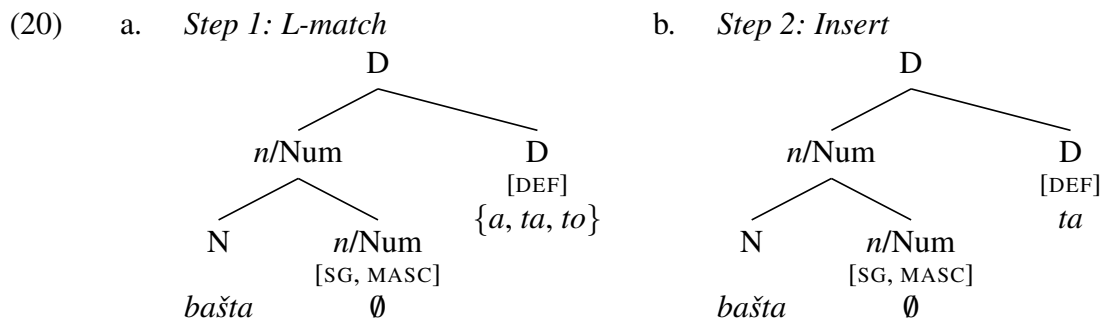 (20) a. Step 1: L-match b. Step 2: Insert
D D
n/Num D n/Num D
[DEF] [DEF]
{a, ta, to} ta
N n/Num N n/Num
[SG, MASC] [SG, MASC]
bašta ∅ bašta ∅